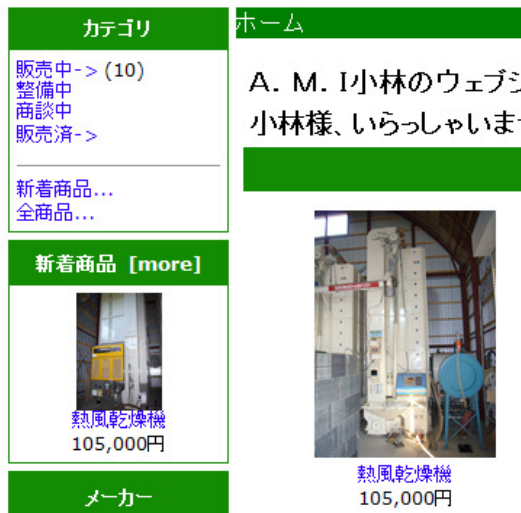 カテゴリ
販売中-> (10)
整備中
商談中
販売済->
新着商品...
全商品...
新着商品 [more]
熱風乾燥機
105,000円
メーカー
ホーム
A. M. I小林のウェブ
小林様、いらっしゃいま
熱風乾燥機
105,000円